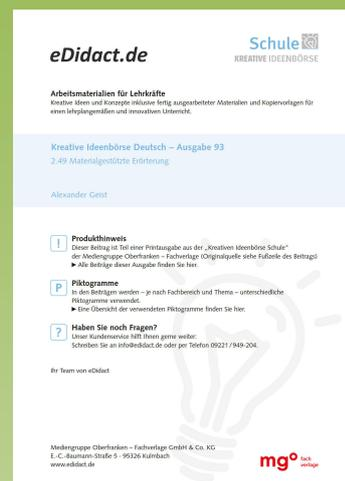 eDidact.de
Schule
KREATIVE IDEENBÖRSE
Arbeitsmaterialien für Lehrkräfte
Kreative Ideen und Konzepte inklusive fertig ausgearbeiteter Materialien und Kopiervorlagen für
einen lehrplangemäßen und innovativen Unterricht.
Kreative Ideenbörse Deutsch – Ausgabe 93
2.49 Materialgestützte Erörterung
Alexander Geist
!
Produkthinweis
Dieser Beitrag ist Teil einer Printausgabe aus der „Kreativen Ideenbörse Schule“
der Mediengruppe Oberfranken – Fachverlage (Originalquelle siehe Fußzeile des Beitrags)
► Alle Beiträge dieser Ausgabe finden Sie hier.
P
Piktogramme
In den Beiträgen werden – je nach Fachbereich und Thema – unterschiedliche
Piktogramme verwendet.
► Eine Übersicht der verwendeten Piktogramme finden Sie hier.
?
Haben Sie noch Fragen?
Unser Kundenservice hilft Ihnen gerne weiter:
Schreiben Sie an info@edidact.de oder per Telefon 09221/949-204.
Ihr Team von eDidact
Mediengruppe Oberfranken – Fachverlage GmbH & Co. KG
E.-C.-Baumann-Straße 5 · 95326 Kulmbach
www.edidact.de
mgo fach
verlage